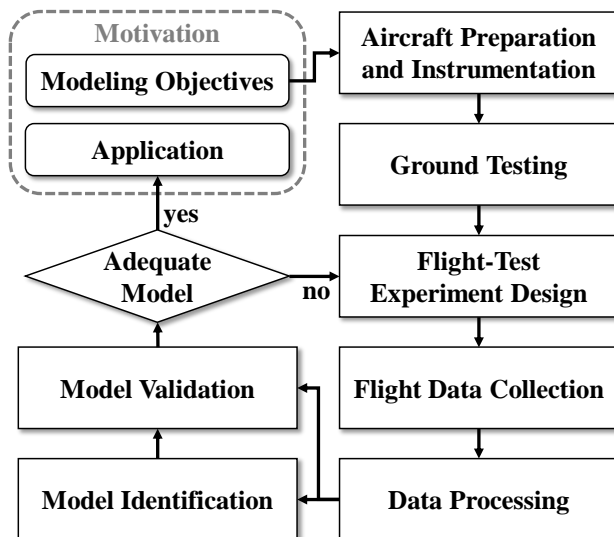 Motivation
Modeling Objectives
Application
Aircraft Preparation
and Instrumentation
Ground Testing
yes
Adequate
Model
no
Flight-Test
Experiment Design
Model Validation
Flight Data Collection
Model Identification
Data Processing